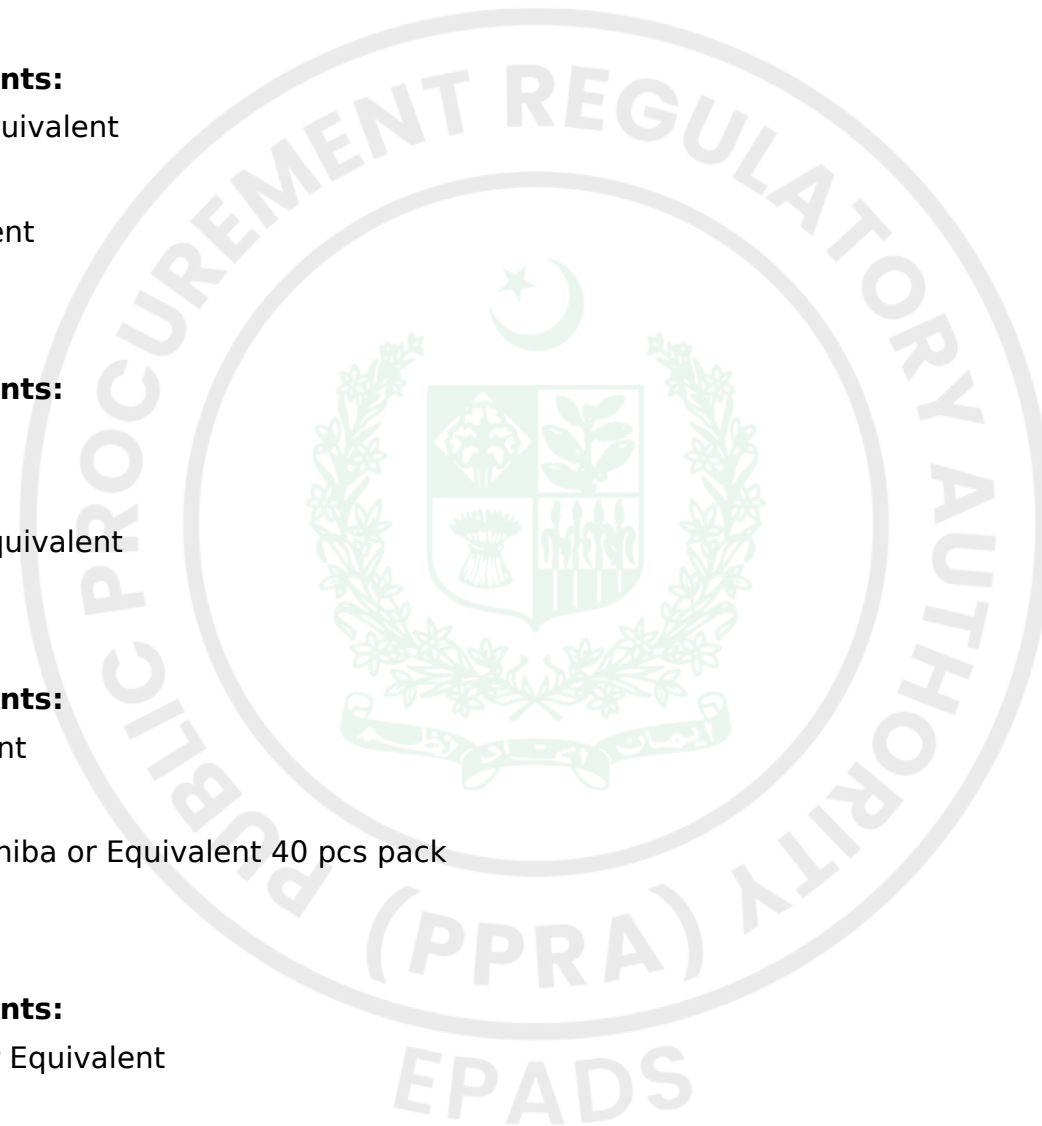 nts:
uivalent
ent
nts:
quivalent
nts:
nt
hiba or Equivalent 40 pcs pack
nts:
Equivalent
PUBLIC PROCUREMENT REGULATORY AUTHORITY
(PPRA)
EPADS